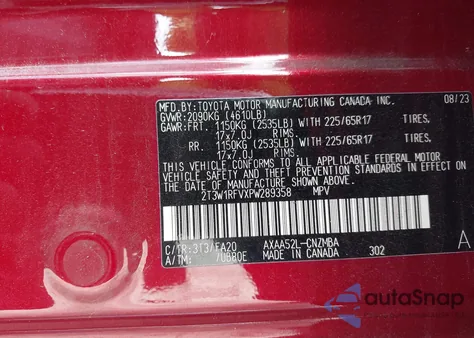 MFD.BY:TOYOTA MOTOR MANUFACTURING CANADA INC. 08/23
GVWR:2090KG (4610LB)
GAWR:FRT. 1150KG (2535LB) WITH 225/65R17 TIRES,
17x7.0J RIMS
RR. 1150KG (2535LB) WITH 225/65R17 TIRES,
17x7.0J RIMS
THIS VEHICLE CONFORMS TO ALL APPLICABLE FEDERAL MOTOR
VEHICLE SAFETY, BUMPER, AND THEFT PREVENTION STANDARDS IN EFFECT ON THE
DATE OF MANUFACTURE SHOWN ABOVE.
2T3W1RFVXPW289358 MPV
C/TR:3T3/FA20 AXAA52L-CNZMBA A
A/TM: /UB80E MADE IN CANADA 302
autoSnap